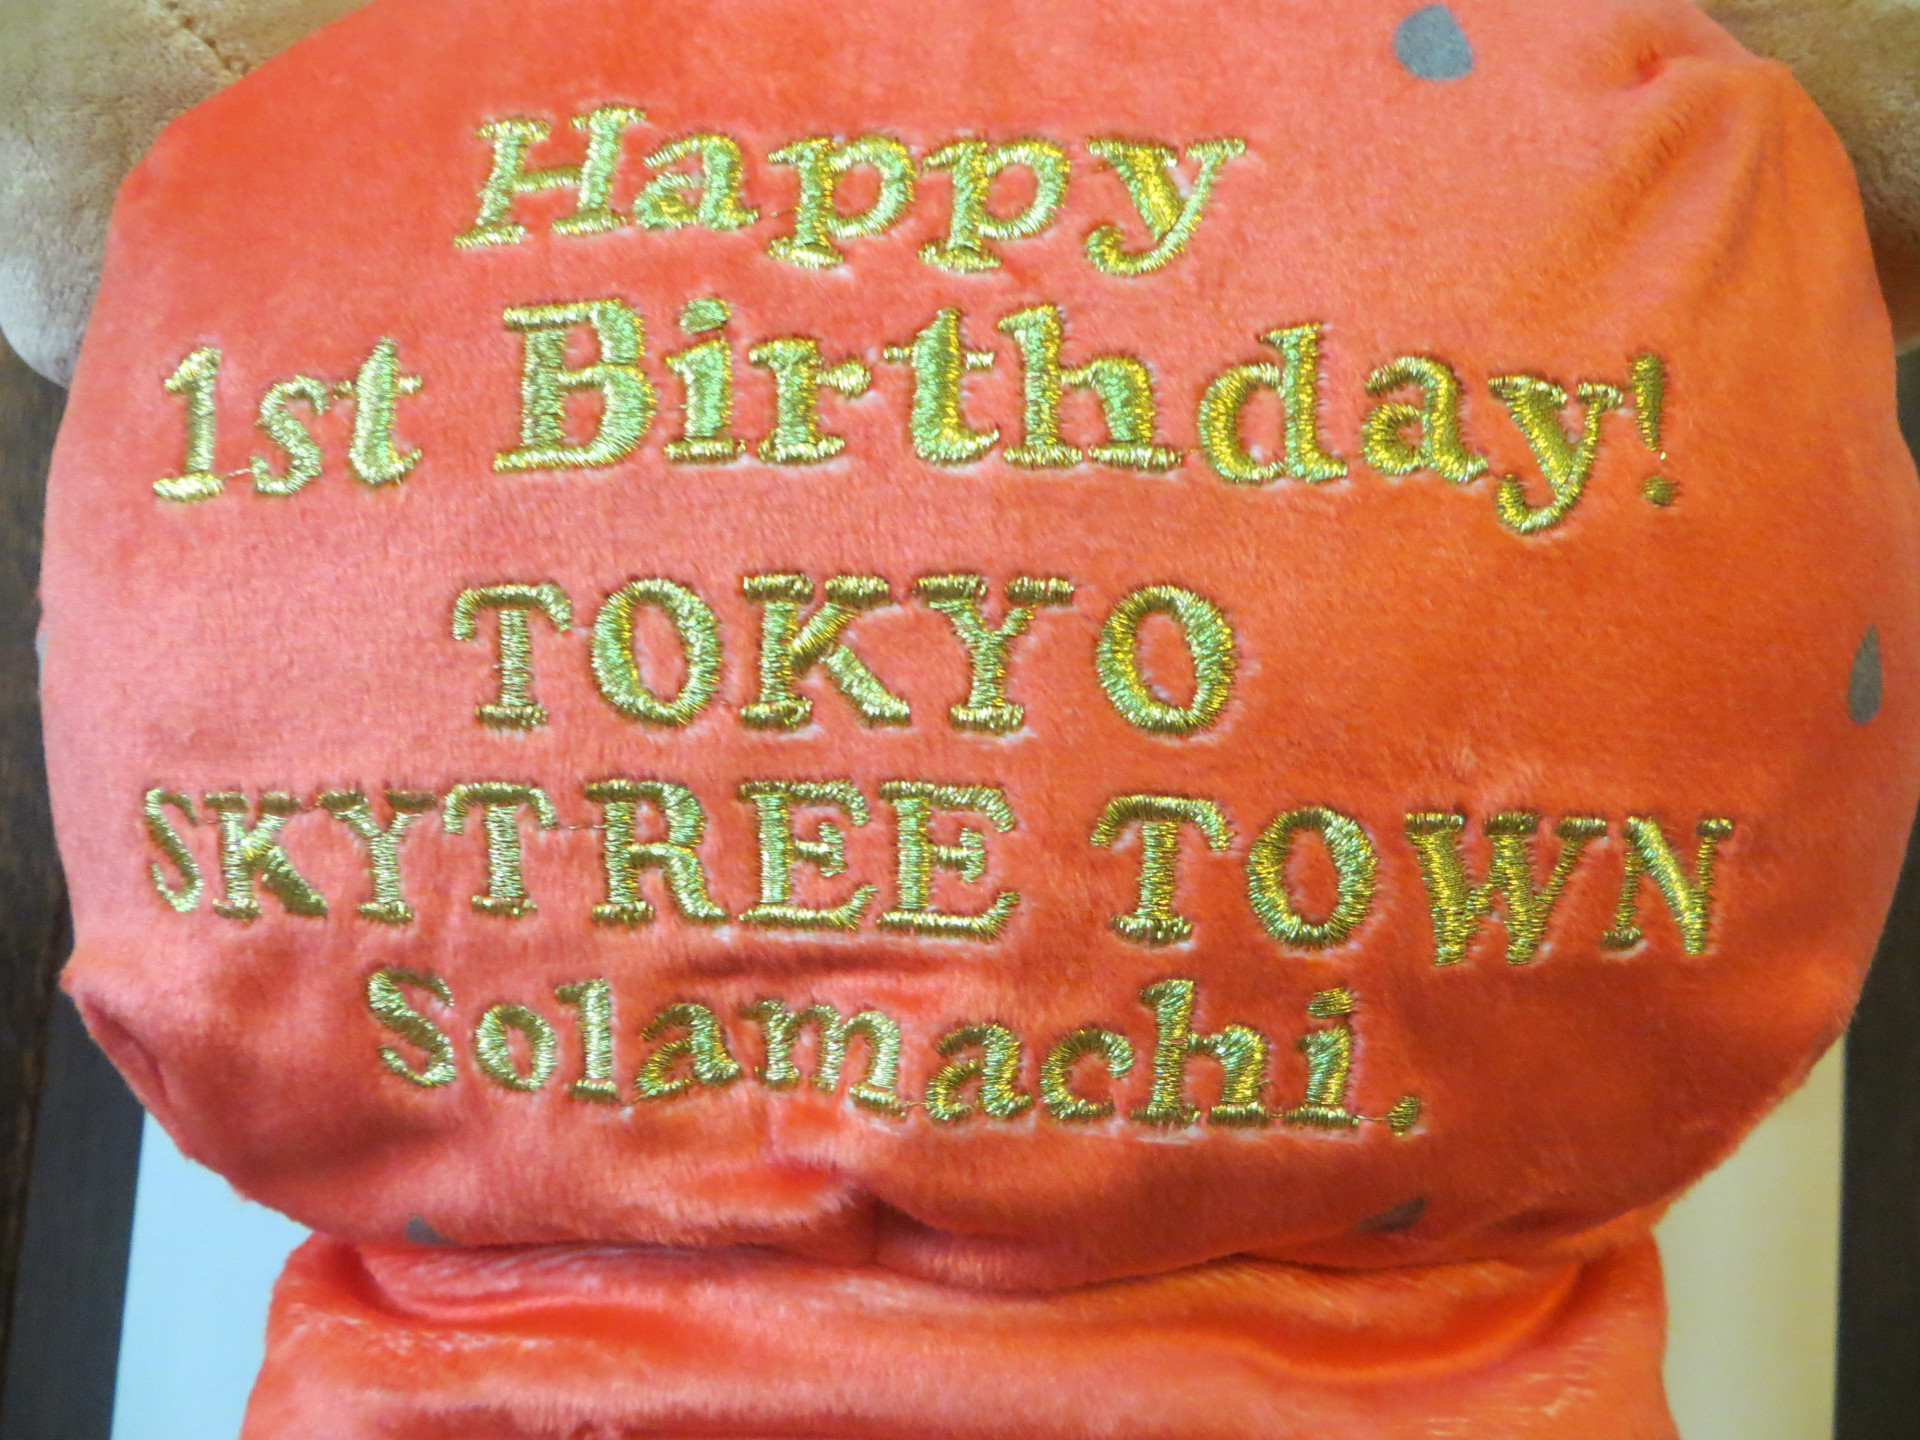 Happy
1st Birthday!
TOKYO
SKYTREE TOWN
Solamachi.